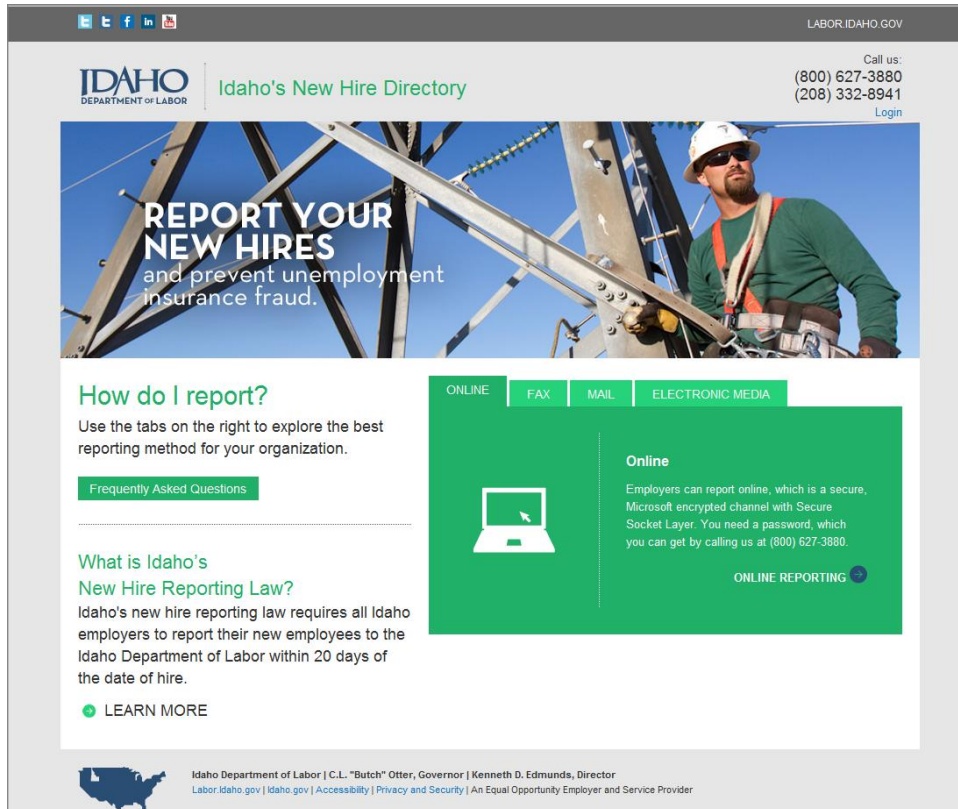 LABOR.IDAHO.GOV
IDAHO
DEPARTMENT OF LABOR
Idaho's New Hire Directory
Call us:
(800) 627-3880
(208) 332-8941
Login
REPORT YOUR
NEW HIRES
and prevent unemployment
insurance fraud.
How do I report?
Use the tabs on the right to explore the best
reporting method for your organization.
Frequently Asked Questions
What is Idaho's
New Hire Reporting Law?
Idaho's new hire reporting law requires all Idaho
employers to report their new employees to the
Idaho Department of Labor within 20 days of
the date of hire.
LEARN MORE
ONLINE FAX MAIL ELECTRONIC MEDIA
Online
Employers can report online, which is a secure,
Microsoft encrypted channel with Secure
Socket Layer. You need a password, which
you can get by calling us at (800) 627-3880.
ONLINE REPORTING
Idaho Department of Labor | C.L. "Butch" Otter, Governor | Kenneth D. Edmunds, Director
Labor.Idaho.gov | Idaho.gov | Accessibility | Privacy and Security | An Equal Opportunity Employer and Service Provider